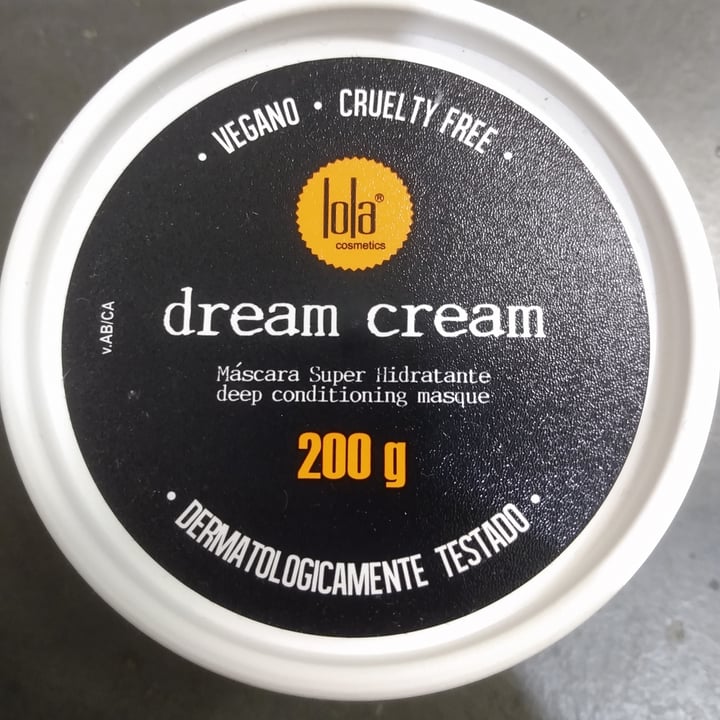 • VEGANO • CRUELTY FREE •
lola®
cosmetics
dream cream
v.AB/CA
Máscara Super Hidratante
deep conditioning masque
200 g
• DERMATOLOGICAMENTE TESTADO •